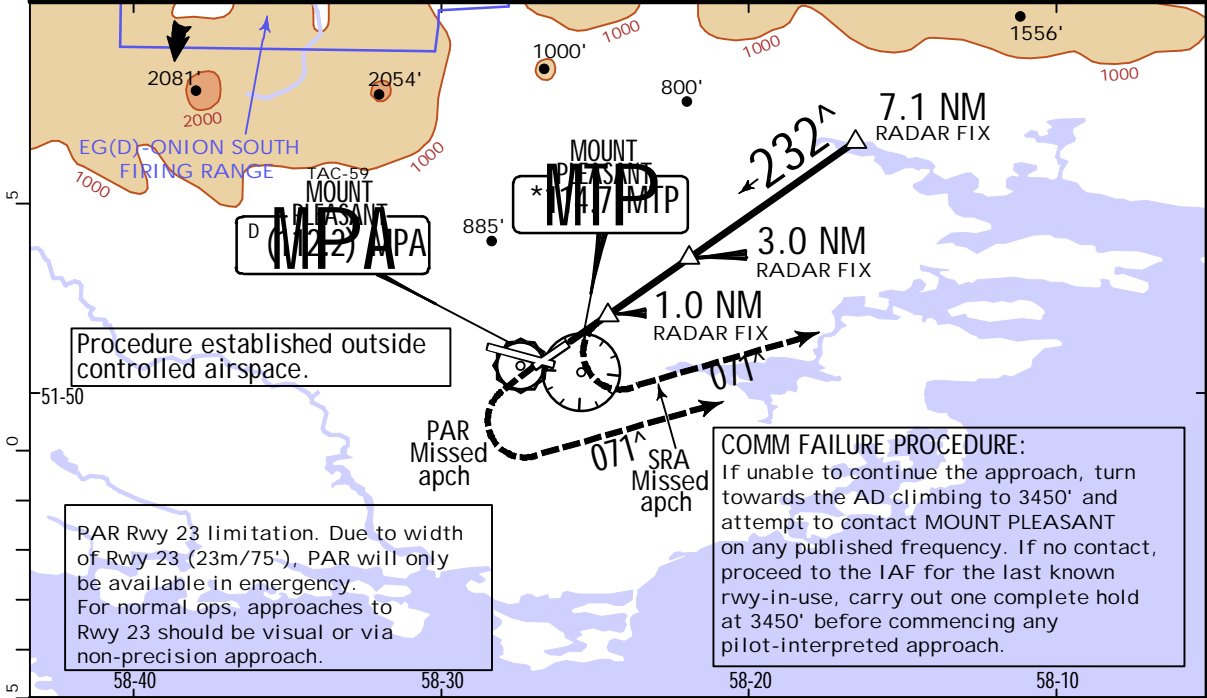 1000
1556'
1000'
1000
2081'
2054'
800'
1000
2000
7.1 NM
RADAR FIX
EG(D)-ONION SOUTH
FIRING RANGE
1000
1000
232^
MOUNT
PLEASANT
MTP
MTP
TAC-59
MOUNT
PLEASANT
D
MPA
5
885'
3.0 NM
RADAR FIX
1.0 NM
RADAR FIX
Procedure established outside
controlled airspace.
071^
51-50
PAR
Missed
apch
071^
SRA
Missed
apch
0
COMM FAILURE PROCEDURE:
If unable to continue the approach, turn
towards the AD climbing to 3450' and
attempt to contact MOUNT PLEASANT
on any published frequency. If no contact,
proceed to the IAF for the last known
rwy-in-use, carry out one complete hold
at 3450' before commencing any
pilot-interpreted approach.
PAR Rwy 23 limitation. Due to width
of Rwy 23 (23m/75'), PAR will only
be available in emergency.
For normal ops, approaches to
Rwy 23 should be visual or via
non-precision approach.
5
58-40
58-30
58-20
58-10